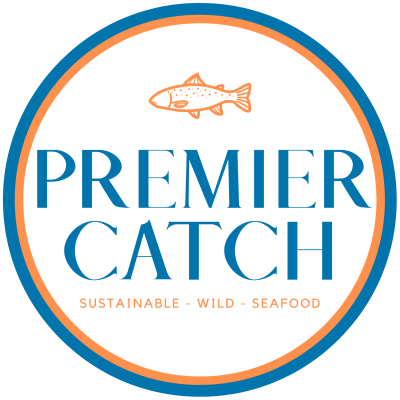 PREMIER
CATCH
SUSTAINABLE - WILD - SEAFOOD